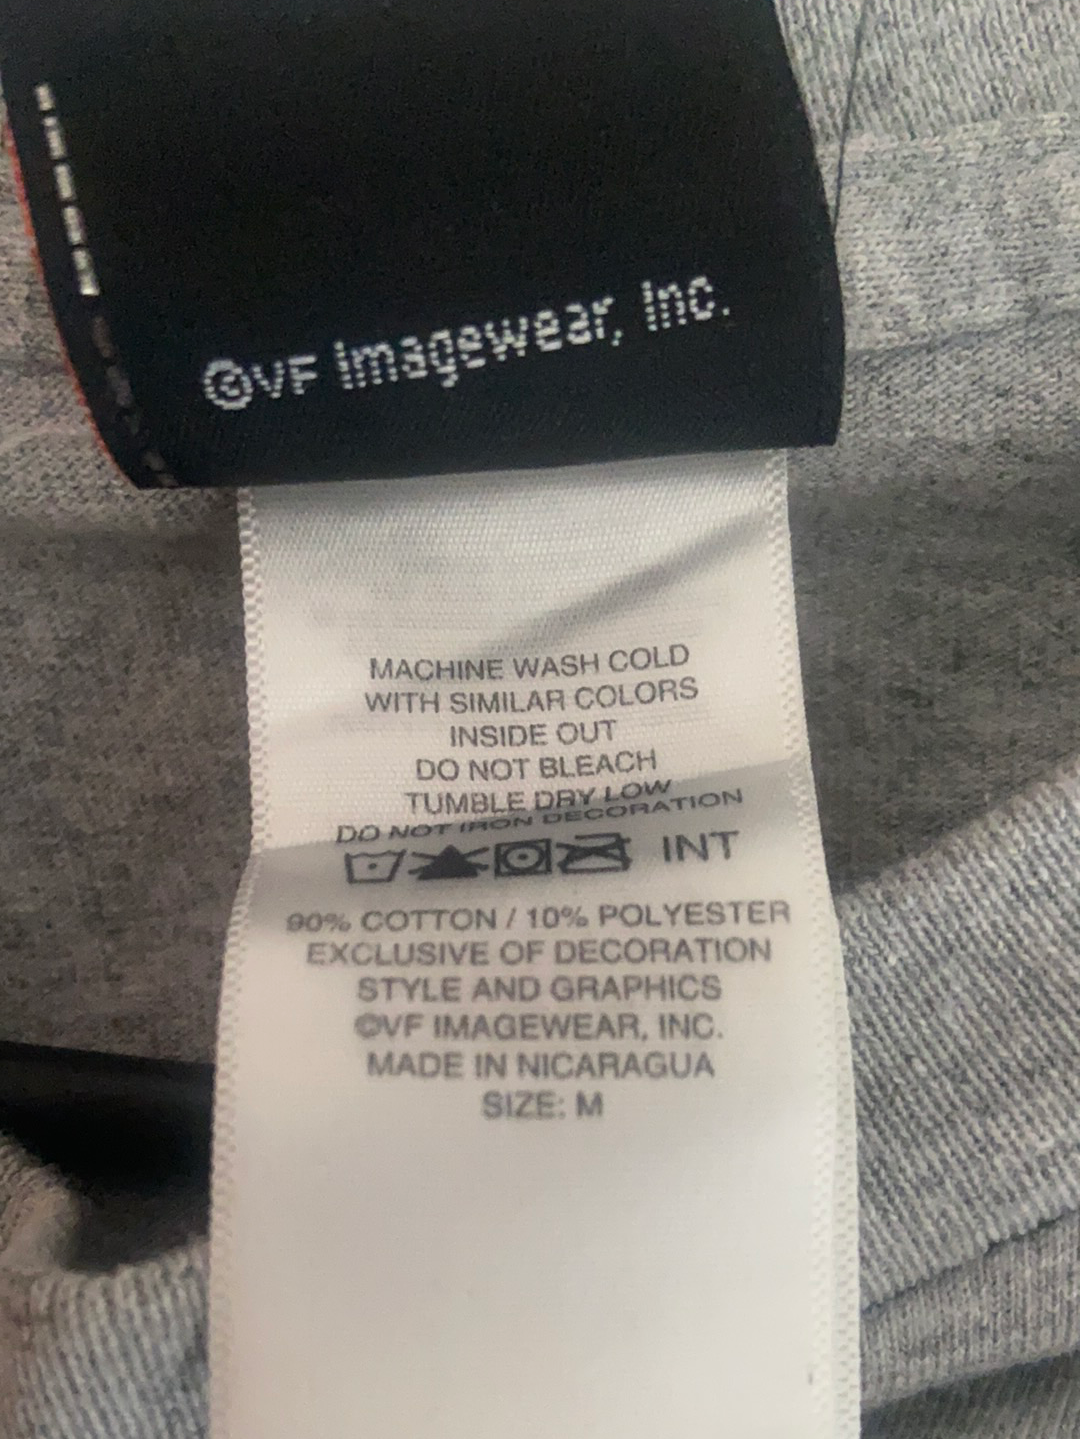 ©VF Imagewear, Inc.
MACHINE WASH COLD
WITH SIMILAR COLORS
INSIDE OUT
DO NOT BLEACH
TUMBLE DRY LOW
DO NOT IRON DECORATION
INT
90% COTTON / 10% POLYESTER
EXCLUSIVE OF DECORATION
STYLE AND GRAPHICS
©VF IMAGEWEAR, INC.
MADE IN NICARAGUA
SIZE: M